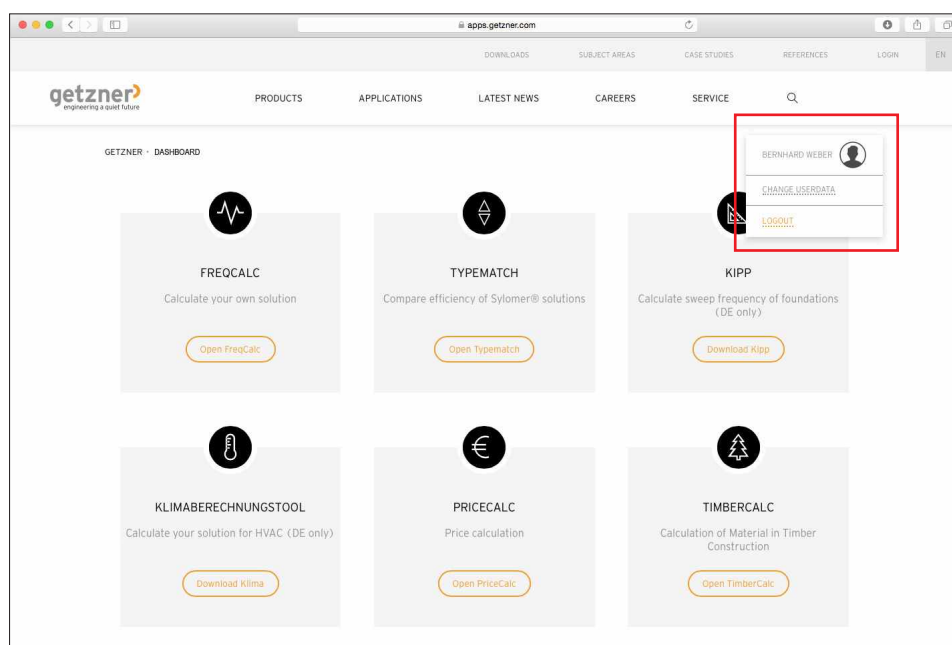 apps.getzner.com
DOWNLOADS SUBJECT AREAS CASE STUDIES REFERENCES LOGIN EN
getzner
engineering a quiet future
PRODUCTS APPLICATIONS LATEST NEWS CAREERS SERVICE
GETZNER · DASHBOARD
BERNHARD WEBER
CHANGE USERDATA
LOGOUT
FREQCALC
Calculate your own solution
Open FreqCalc
TYPEMATCH
Compare efficiency of Sylomer® solutions
Open Typematch
KIPP
Calculate sweep frequency of foundations
(DE only)
Download Kipp
KLIMABERECHNUNGSTOOL
Calculate your solution for HVAC (DE only)
Download Klima
€
PRICECALC
Price calculation
Open PriceCalc
TIMBERCALC
Calculation of Material in Timber
Construction
Open TimberCalc